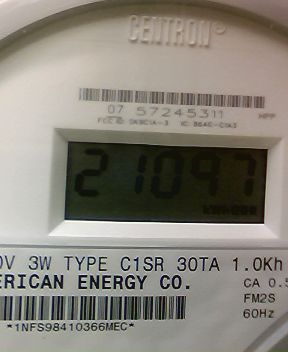 CENTRON®
07 57245311 HPP
21097
0V 3W TYPE C1SR 30TA 1.0Kh
ERICAN ENERGY CO. CA 0.5
FM2S
*1NFS98410366MEC* 60Hz